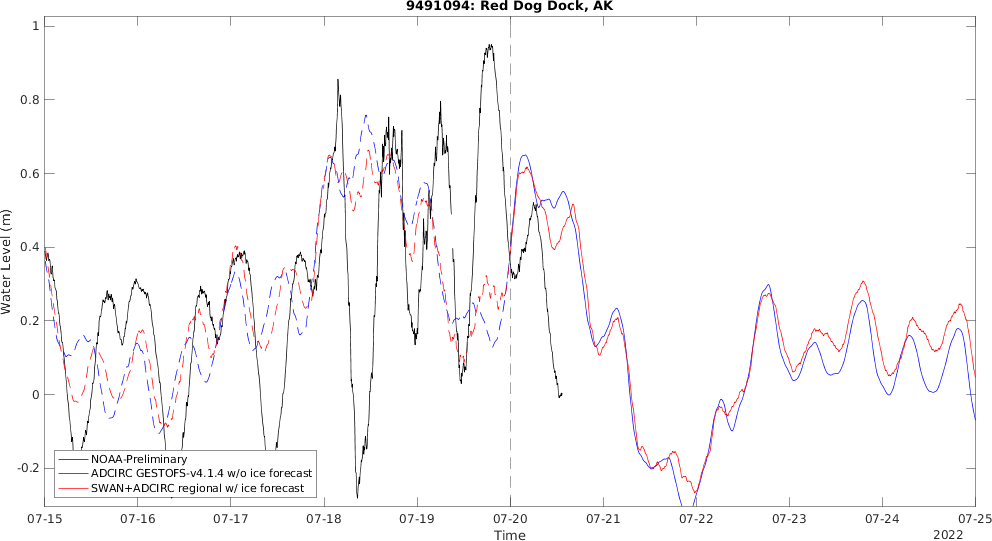 9491094: Red Dog Dock, AK
Water Level (m)
1
0.8
0.6
0.4
0.2
0
-0.2
NOAA-Preliminary
ADCIRC GESTOFS-v4.1.4 w/o ice forecast
SWAN+ADCIRC regional w/ ice forecast
07-15 07-16 07-17 07-18 07-19 07-20 07-21 07-22 07-23 07-24 07-25
Time
2022